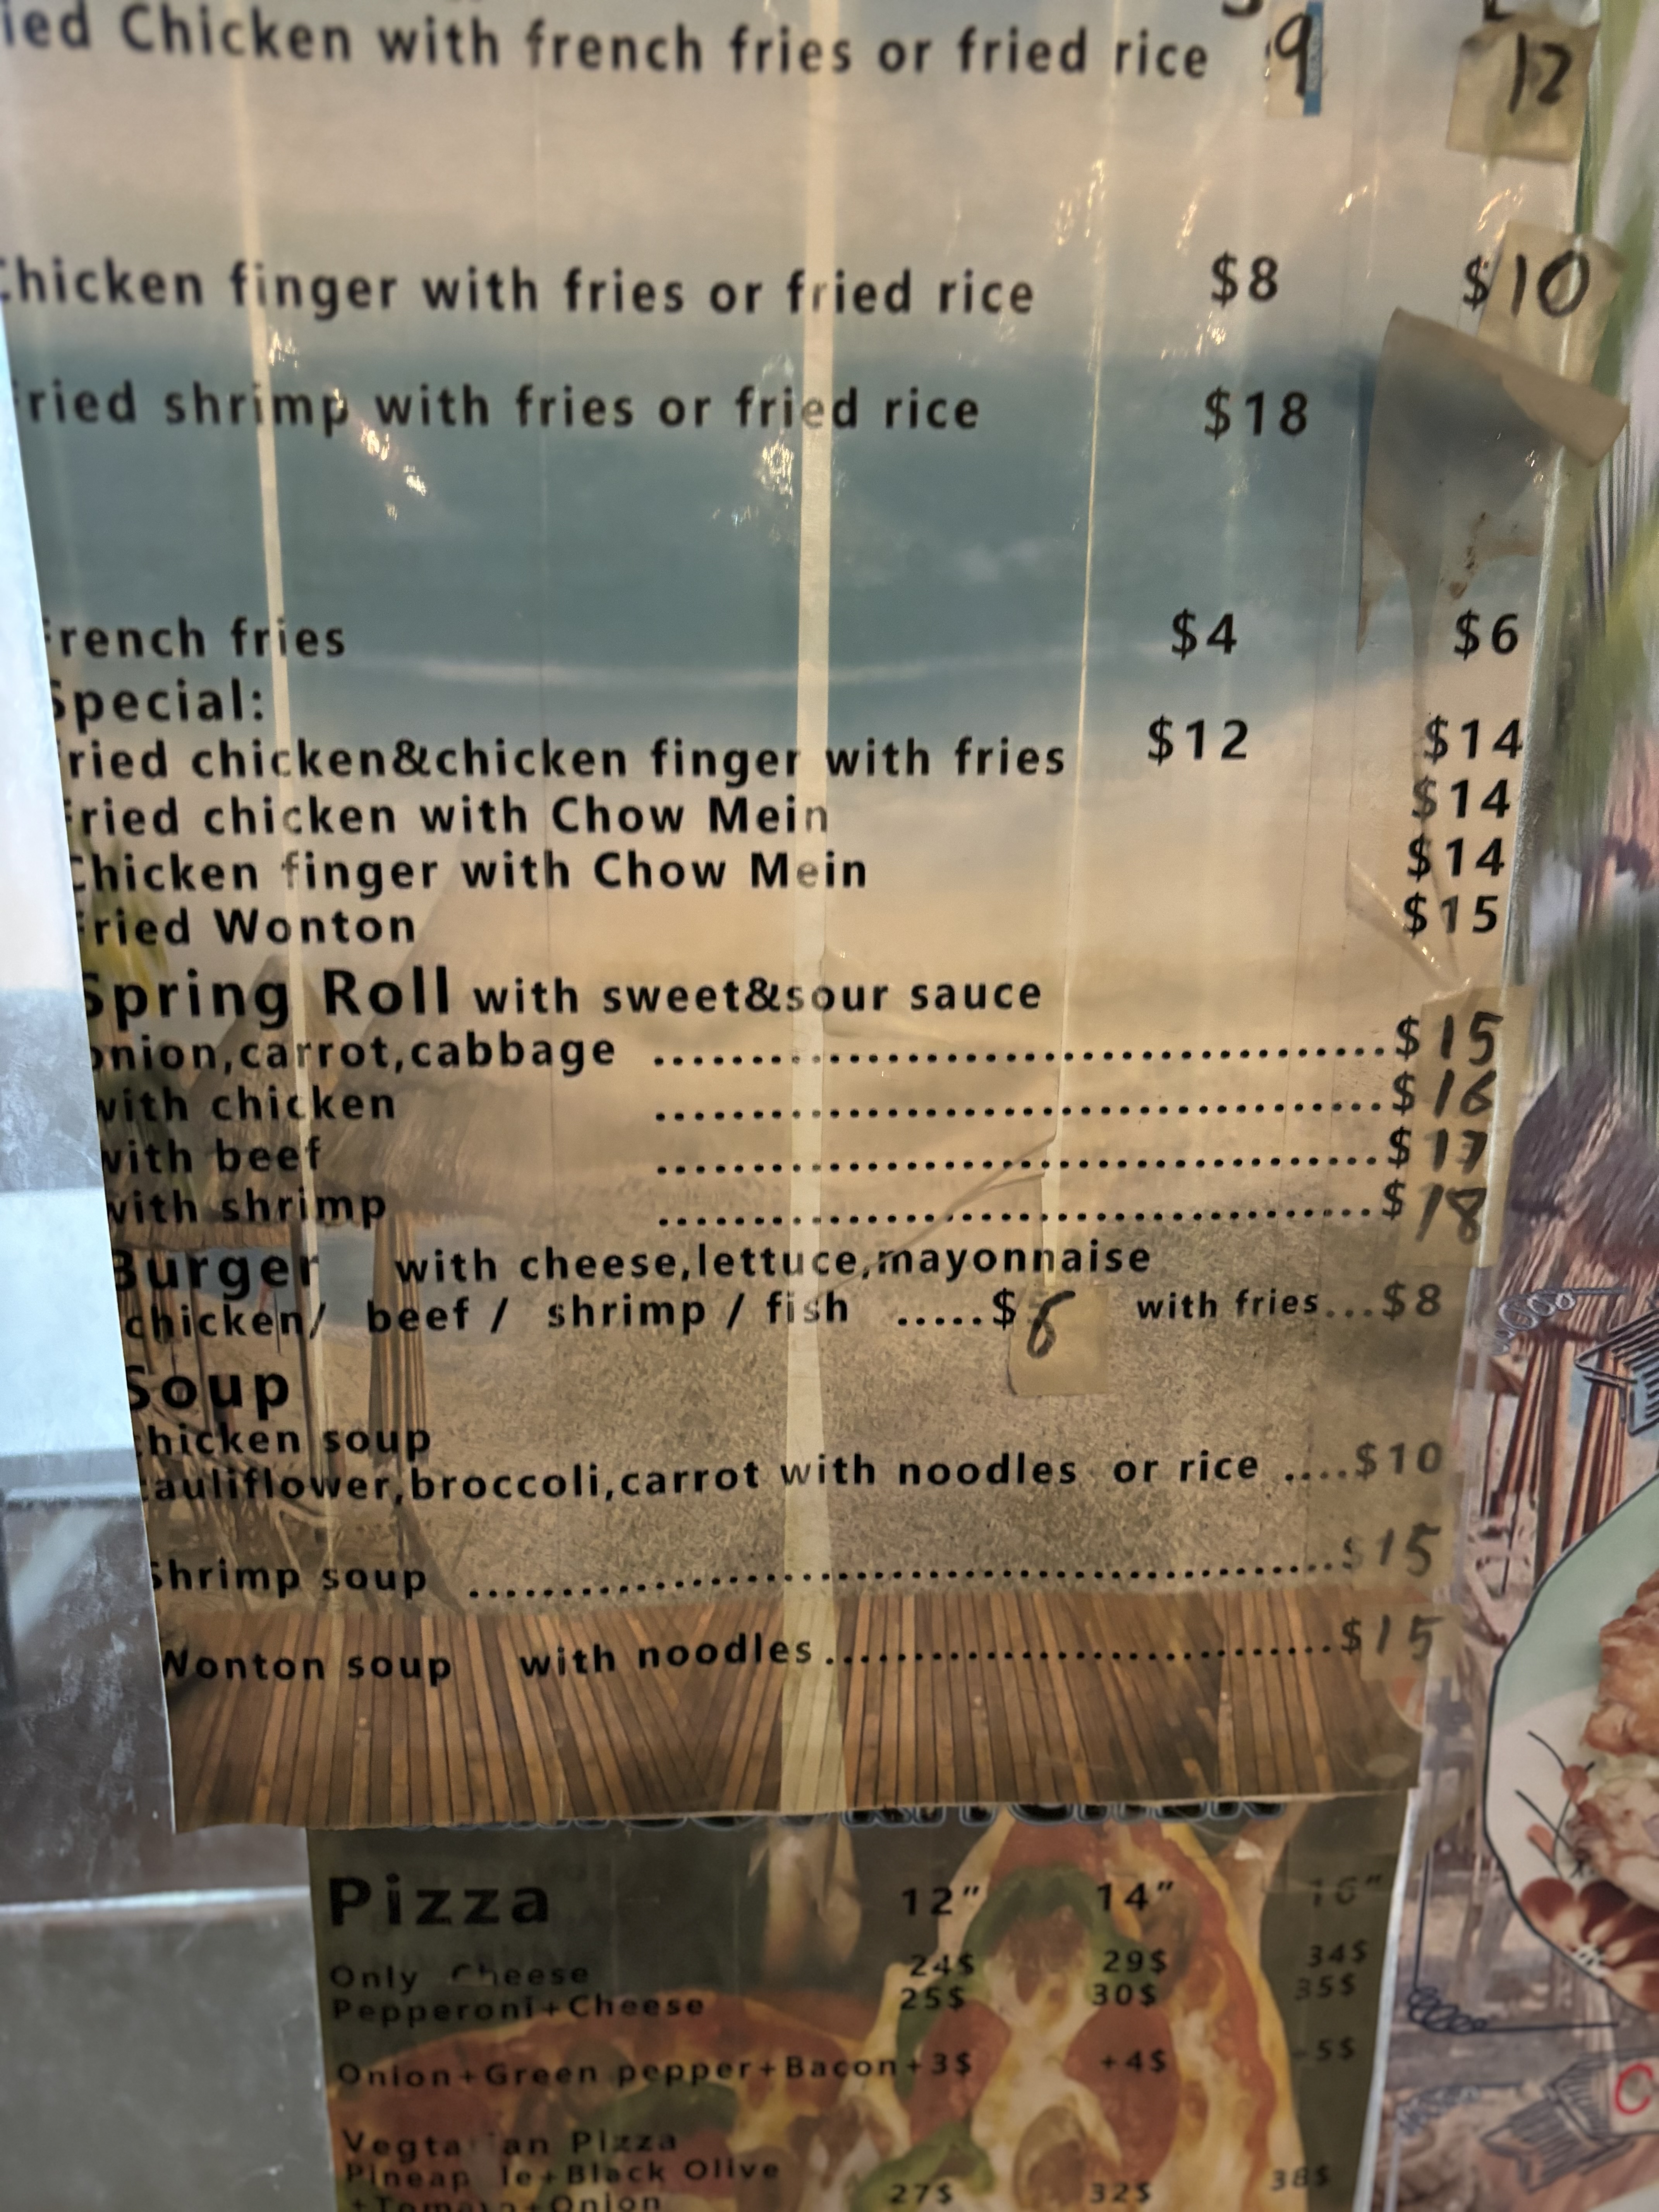 ied Chicken with french fries or fried rice 9 12
Chicken finger with fries or fried rice $8 $10
ried shrimp with fries or fried rice $18
French fries $4 $6
Special:
ried chicken&chicken finger with fries $12 $14
Fried chicken with Chow Mein $14
Chicken finger with Chow Mein $14
Fried Wonton $15
Spring Roll with sweet&sour sauce
onion,carrot,cabbage ........................................$15
with chicken ........................................$16
with beef ........................................$17
with shrimp ........................................$18
Burger with cheese,lettuce,mayonnaise
chicken/ beef / shrimp / fish .....$6 with fries...$8
Soup
chicken soup
cauliflower,broccoli,carrot with noodles or rice ....$10
Shrimp soup ........................................$15
Wonton soup with noodles........................................$15
Pizza 12" 14" 16"
Only Cheese 24$ 29$ 34$
Pepperoni+Cheese 25$ 30$ 35$
Onion+Green pepper+Bacon +3$ +4$ 5$
Pizza
Black Olive
27$ 32$ 38$
+Onion